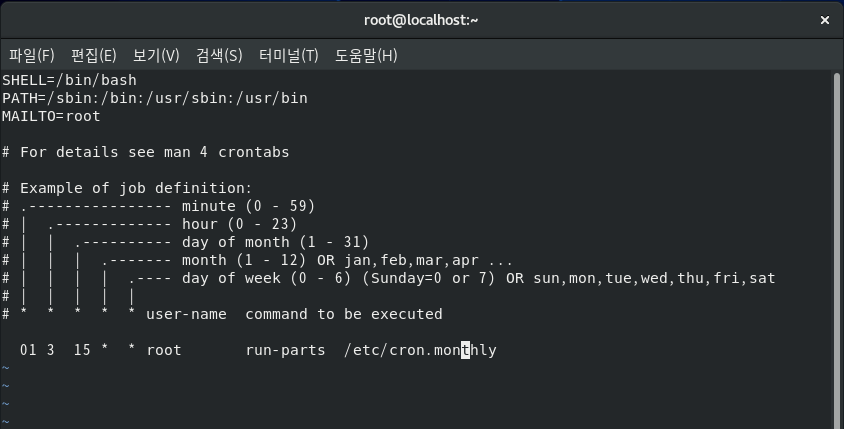 root@localhost:~
파일(F) 편집(E) 보기(V) 검색(S) 터미널(T) 도움말(H)
SHELL=/bin/bash
PATH=/sbin:/bin:/usr/sbin:/usr/bin
MAILTO=root

# For details see man 4 crontabs

# Example of job definition:
# .---------------- minute (0 - 59)
# |  .------------- hour (0 - 23)
# |  |  .---------- day of month (1 - 31)
# |  |  |  .------- month (1 - 12) OR jan,feb,mar,apr ...
# |  |  |  |  .---- day of week (0 - 6) (Sunday=0 or 7) OR sun,mon,tue,wed,thu,fri,sat
# |  |  |  |  |
# *  *  *  *  * user-name  command to be executed

  01 3  15 *  * root       run-parts  /etc/cron.monthly
~
~
~
~